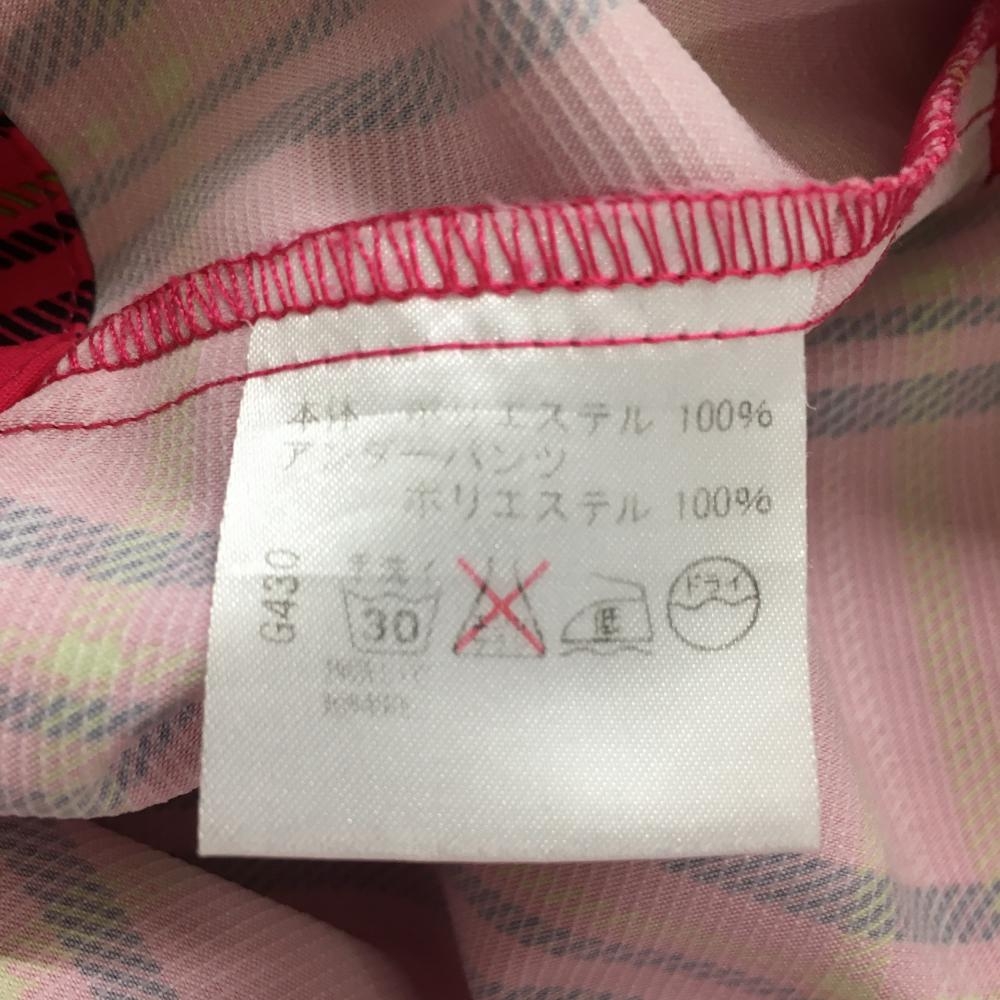 本体 ポリエステル 100%
アンダーパンツ
ポリエステル 100%
G430
手洗イ
30
低
ドライ